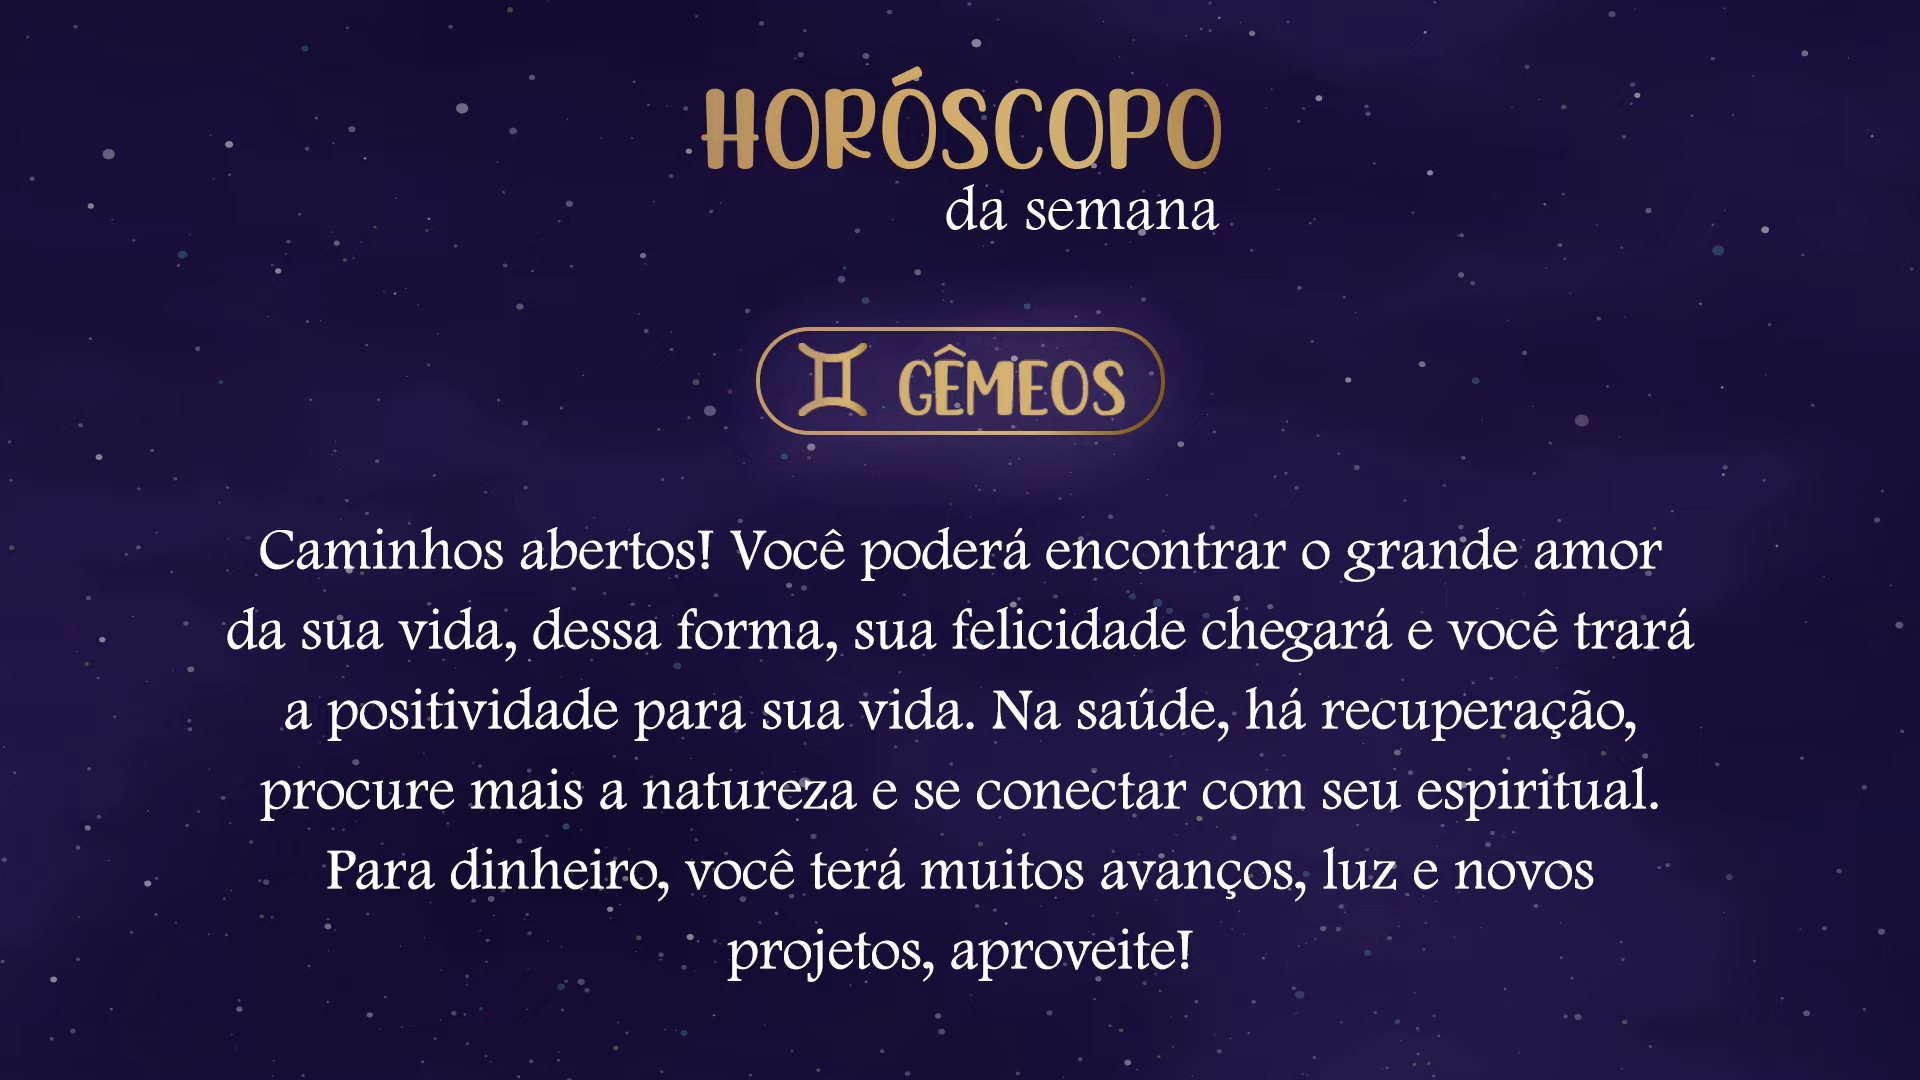 HORÓSCOPO
da semana
GÊMEOS
Caminhos abertos! Você poderá encontrar o grande amor
da sua vida, dessa forma, sua felicidade chegará e você trará
a positividade para sua vida. Na saúde, há recuperação,
procure mais a natureza e se conectar com seu espiritual.
Para dinheiro, você terá muitos avanços, luz e novos
projetos, aproveite!